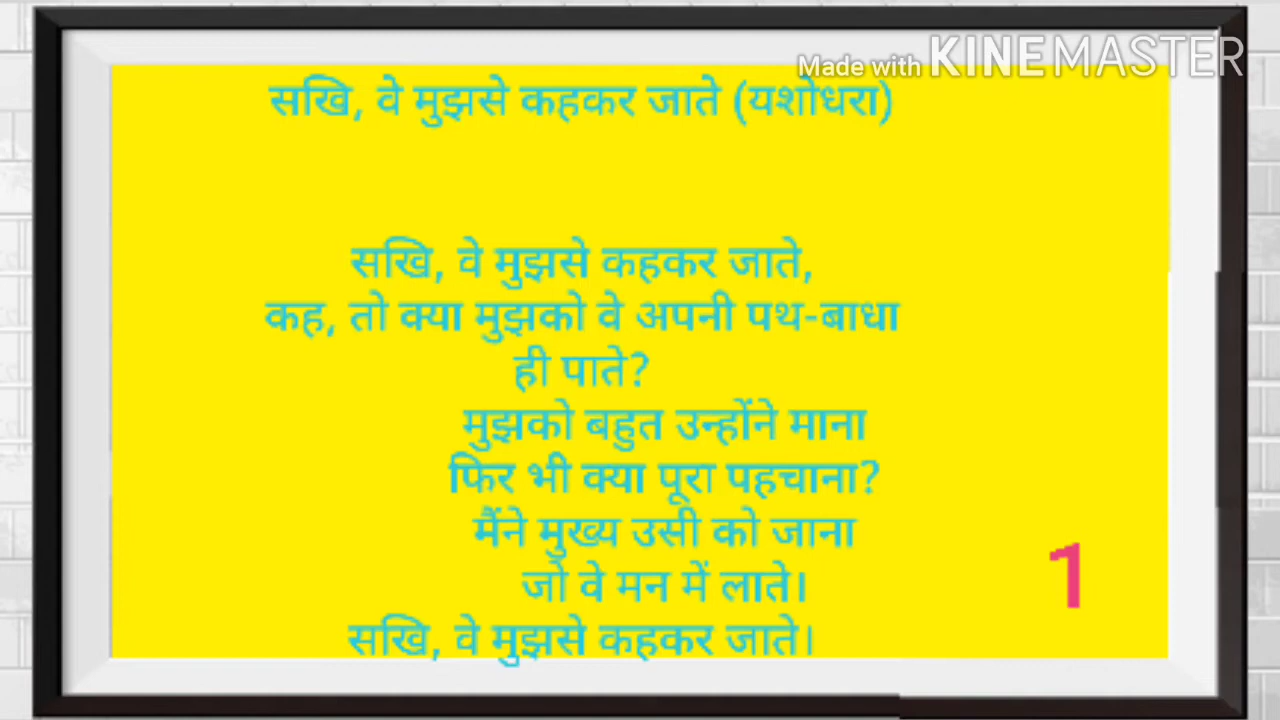 Made with KINEMASTER
सखि, वे मुझसे कहकर जाते (यशोधरा)
सखि, वे मुझसे कहकर जाते,
कह, तो क्या मुझको वे अपनी पथ-बाधा
ही पाते?
मुझको बहुत उन्होंने माना
फिर भी क्या पूरा पहचाना?
मैंने मुख्य उसी को जाना
जो वे मन में लाते।
सखि, वे मुझसे कहकर जाते।
1